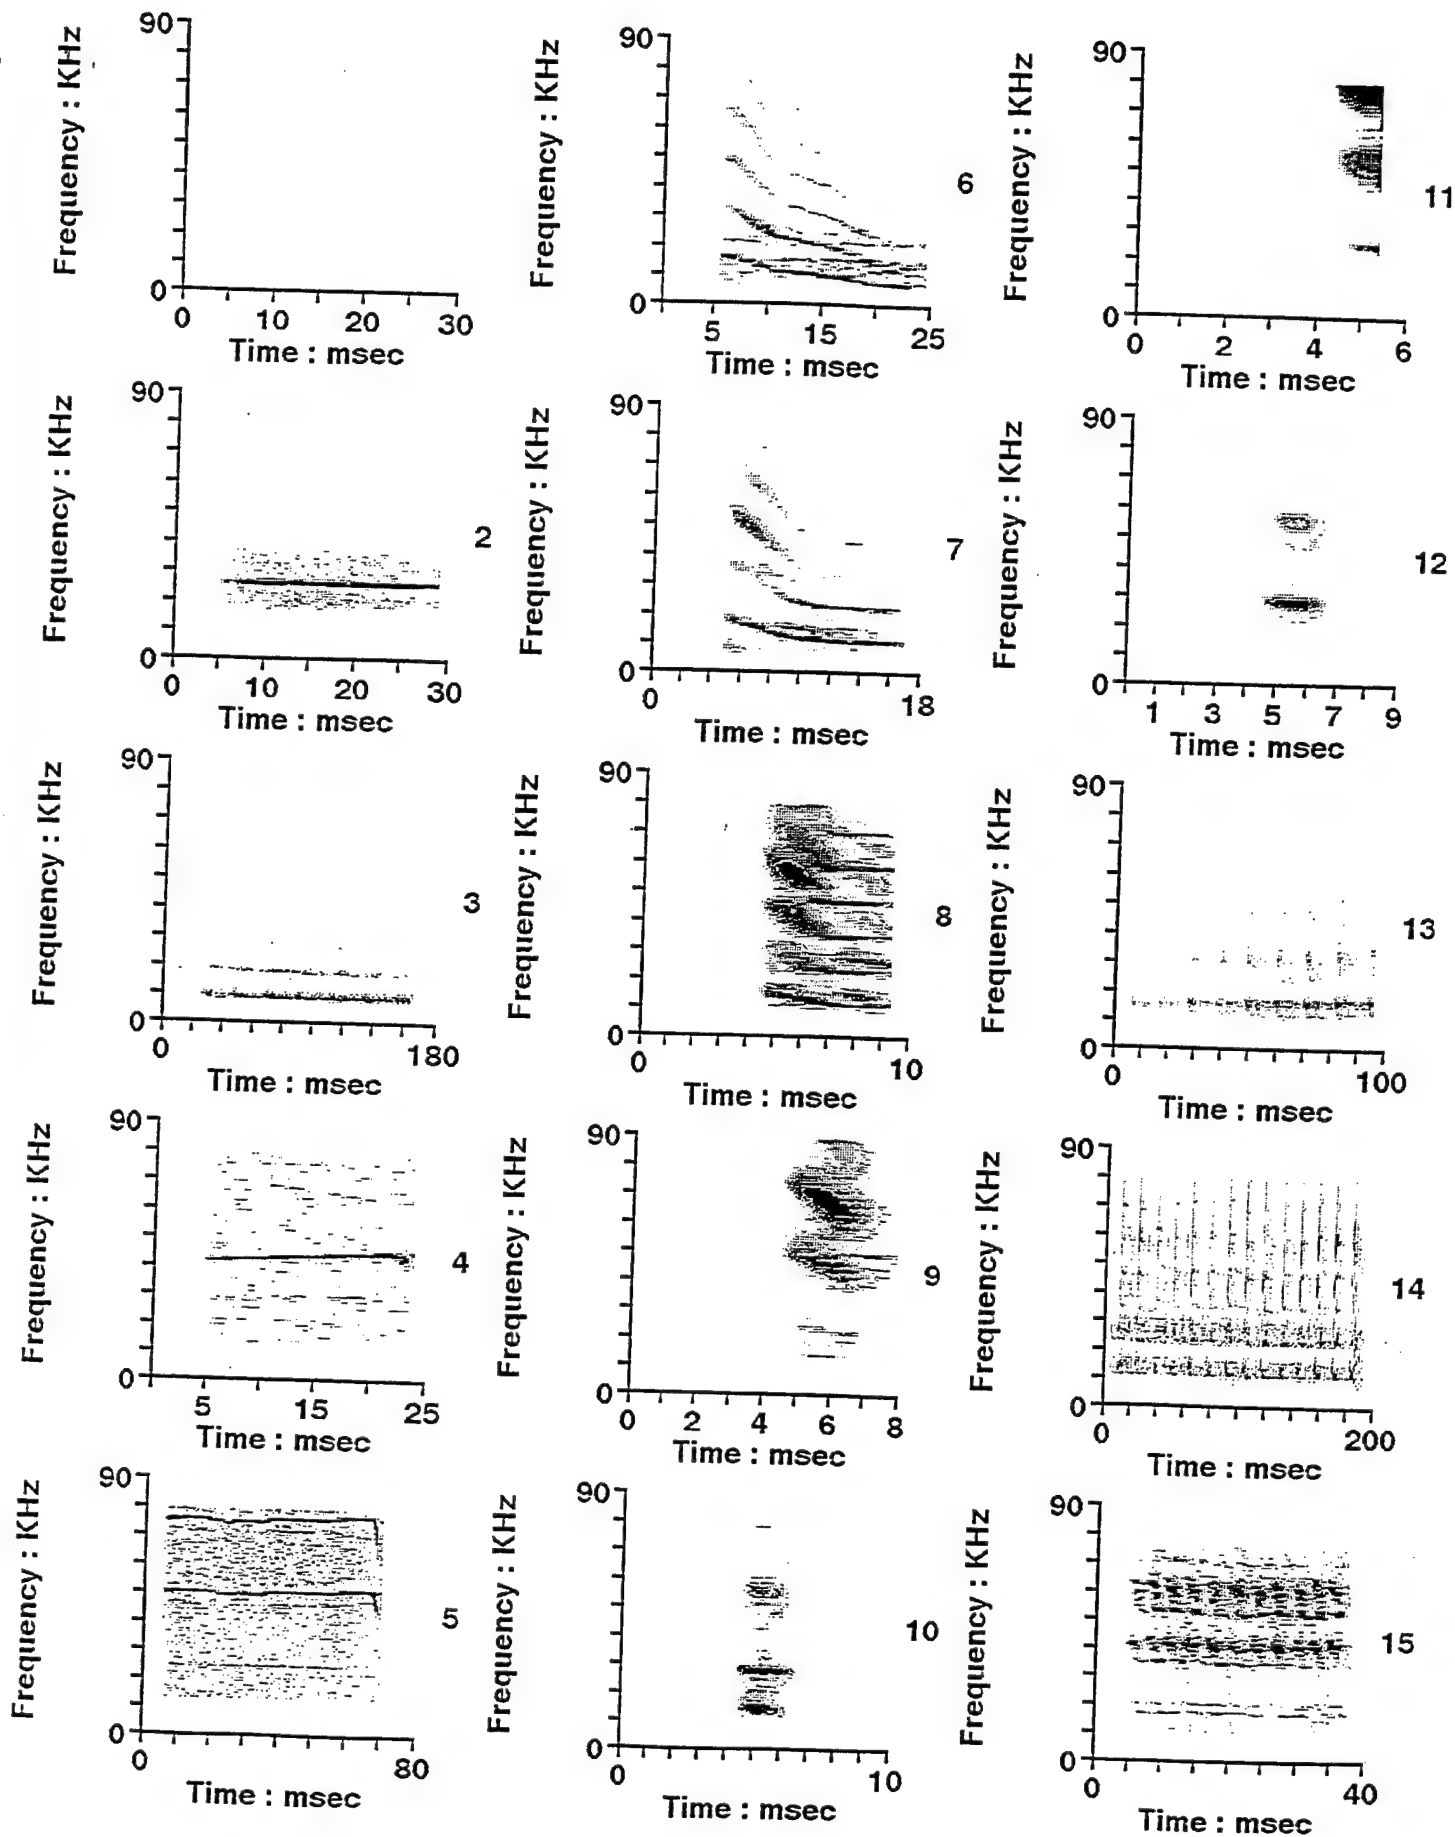 90
Frequency : KHz
0
0 10 20 30
Time : msec
90
Frequency : KHz
2
0
0 10 20 30
Time : msec
90
Frequency : KHz
3
0
0 180
Time : msec
90
Frequency : KHz
4
0
5 15 25
Time : msec
90
Frequency : KHz
5
0
0 80
Time : msec
90
Frequency : KHz
6
0
5 15 25
Time : msec
90
Frequency : KHz
7
0
0 18
Time : msec
90
Frequency : KHz
8
0
0 10
Time : msec
90
Frequency : KHz
9
0
0 2 4 6 8
Time : msec
90
Frequency : KHz
10
0
0 10
Time : msec
90
Frequency : KHz
11
0
0 2 4 6
Time : msec
90
Frequency : KHz
12
0
1 3 5 7 9
Time : msec
90
Frequency : KHz
13
0
0 100
Time : msec
90
Frequency : KHz
14
0
0 200
Time : msec
90
Frequency : KHz
15
0
0 40
Time : msec